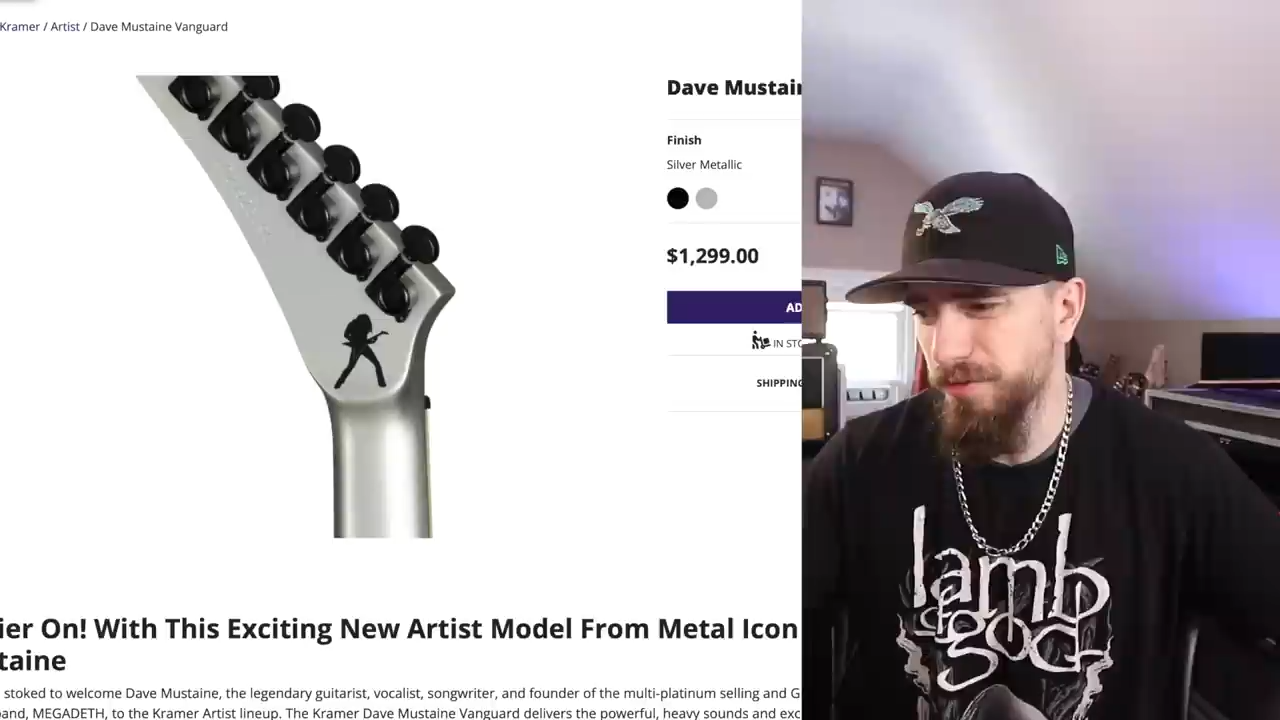 Kramer / Artist / Dave Mustaine Vanguard
Dave Mustain
Finish
Silver Metallic
$1,299.00
AD
IN STO
SHIPPING
ier On! With This Exciting New Artist Model From Metal Icon
taine
stoked to welcome Dave Mustaine, the legendary guitarist, vocalist, songwriter, and founder of the multi-platinum selling and G
and, MEGADETH, to the Kramer Artist lineup. The Kramer Dave Mustaine Vanguard delivers the powerful, heavy sounds and exc
lamb
of god